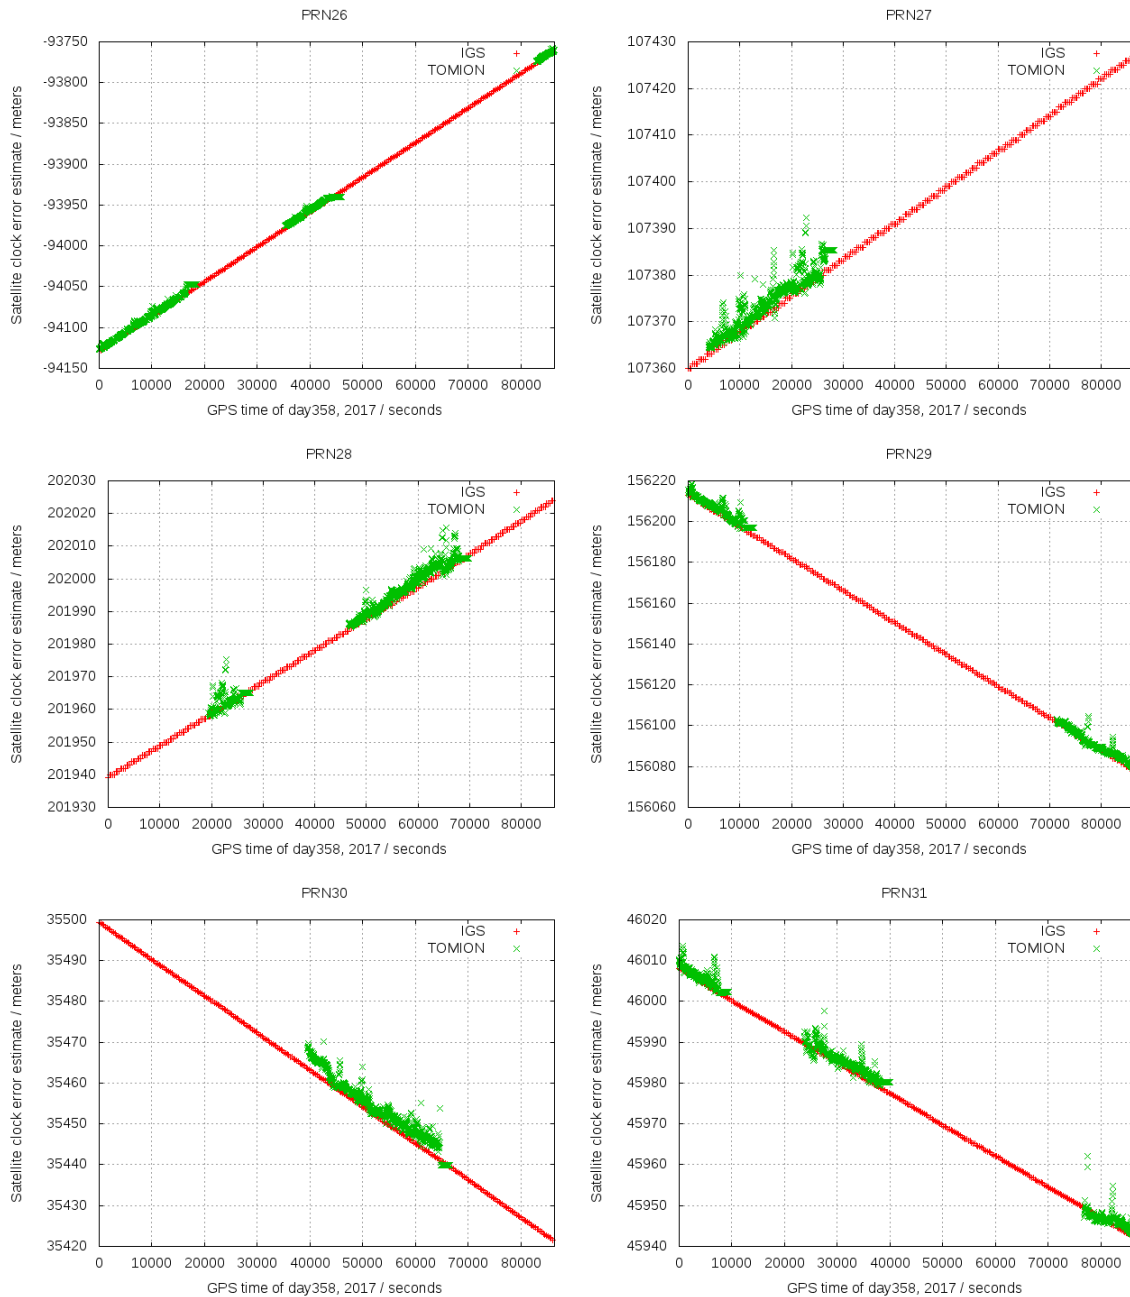 PRN26
Satellite clock error estimate / meters
-93750
-93800
-93850
-93900
-93950
-94000
-94050
-94100
-94150
IGS
TOMION
0 10000 20000 30000 40000 50000 60000 70000 80000
GPS time of day358, 2017 / seconds
PRN27
Satellite clock error estimate / meters
107430
107420
107410
107400
107390
107380
107370
107360
IGS
TOMION
0 10000 20000 30000 40000 50000 60000 70000 80000
GPS time of day358, 2017 / seconds
PRN28
Satellite clock error estimate / meters
202030
202020
202010
202000
201990
201980
201970
201960
201950
201940
201930
IGS
TOMION
0 10000 20000 30000 40000 50000 60000 70000 80000
GPS time of day358, 2017 / seconds
PRN29
Satellite clock error estimate / meters
156220
156200
156180
156160
156140
156120
156100
156080
156060
IGS
TOMION
0 10000 20000 30000 40000 50000 60000 70000 80000
GPS time of day358, 2017 / seconds
PRN30
Satellite clock error estimate / meters
35500
35490
35480
35470
35460
35450
35440
35430
35420
IGS
TOMION
0 10000 20000 30000 40000 50000 60000 70000 80000
GPS time of day358, 2017 / seconds
PRN31
Satellite clock error estimate / meters
46020
46010
46000
45990
45980
45970
45960
45950
45940
IGS
TOMION
0 10000 20000 30000 40000 50000 60000 70000 80000
GPS time of day358, 2017 / seconds